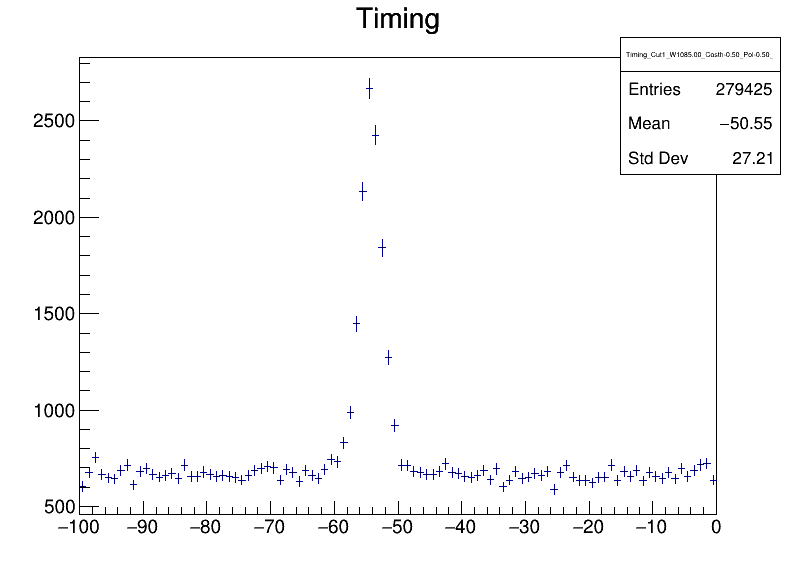 Timing
Timing_Cut1_W1085.00_Costh-0.50_Pol-0.50_
Entries 279425
Mean −50.55
Std Dev 27.21
2500
2000
1500
1000
500
−100 −90 −80 −70 −60 −50 −40 −30 −20 −10 0